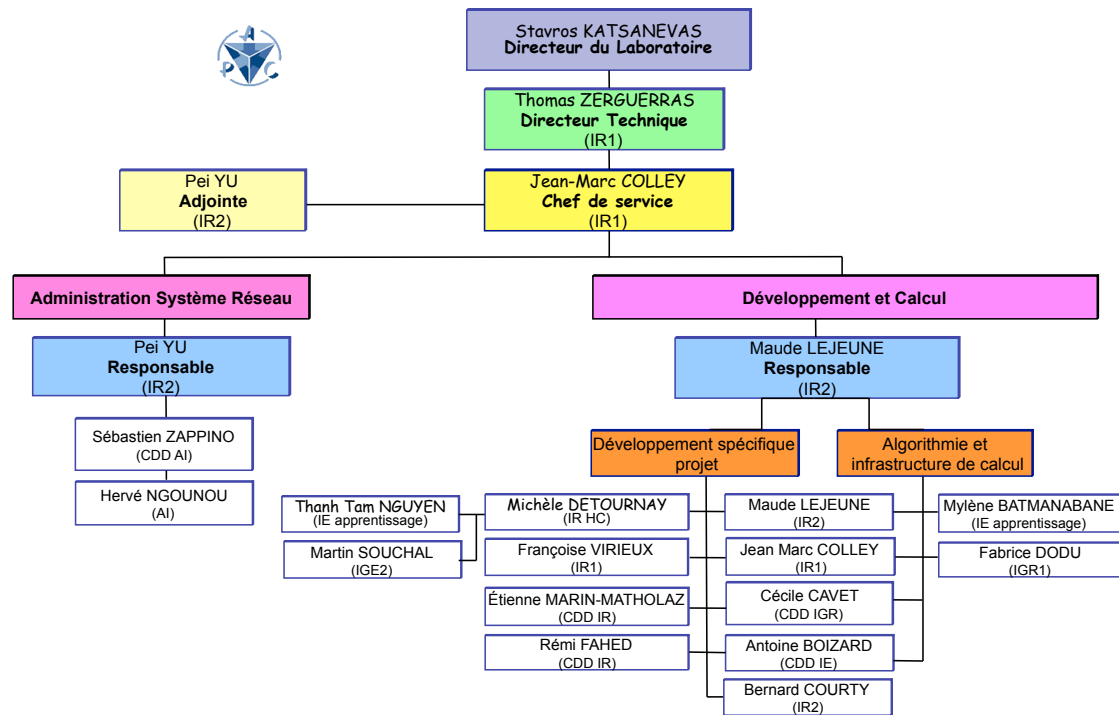 A
P
C
Stavros KATSANEVAS
Directeur du Laboratoire
Thomas ZERGUERRAS
Directeur Technique
(IR1)
Pei YU
Adjointe
(IR2)
Jean-Marc COLLEY
Chef de service
(IR1)
Administration Système Réseau
Développement et Calcul
Pei YU
Responsable
(IR2)
Maude LEJEUNE
Responsable
(IR2)
Sébastien ZAPPINO
(CDD AI)
Hervé NGOUNOU
(AI)
Développement spécifique
projet
Algorithmie et
infrastructure de calcul
Thanh Tam NGUYEN
(IE apprentissage)
Michèle DETOURNAY
(IR HC)
Maude LEJEUNE
(IR2)
Mylène BATMANABANE
(IE apprentissage)
Martin SOUCHAL
(IGE2)
Françoise VIRIEUX
(IR1)
Jean Marc COLLEY
(IR1)
Fabrice DODU
(IGR1)
Étienne MARIN-MATHOLAZ
(CDD IR)
Cécile CAVET
(CDD IGR)
Rémi FAHED
(CDD IR)
Antoine BOIZARD
(CDD IE)
Bernard COURTY
(IR2)